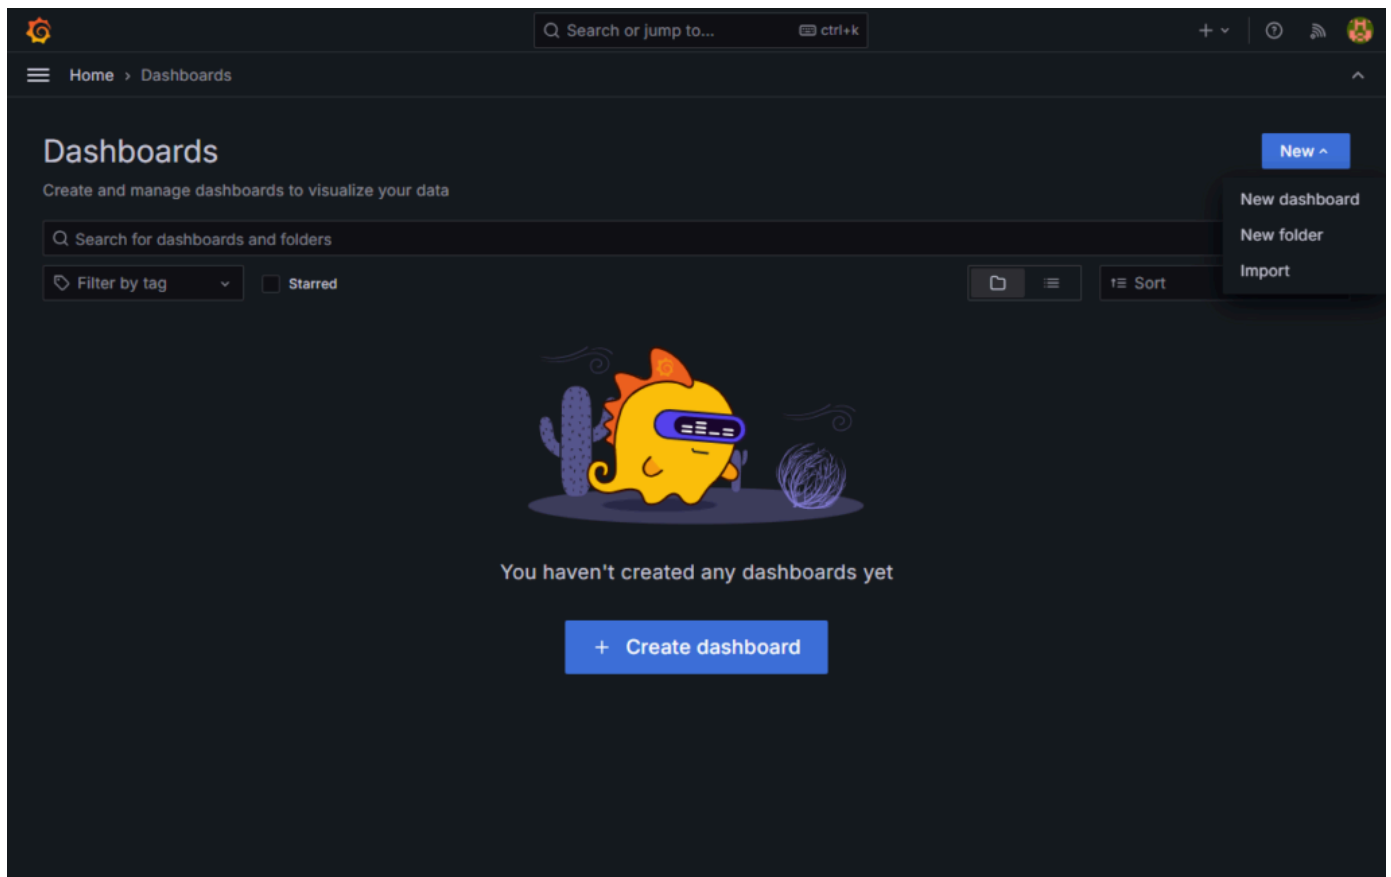 Search or jump to... ctrl+k
Home › Dashboards
Dashboards
New
Create and manage dashboards to visualize your data
New dashboard
Search for dashboards and folders
New folder
Import
Filter by tag
Starred
Sort
You haven't created any dashboards yet
+ Create dashboard